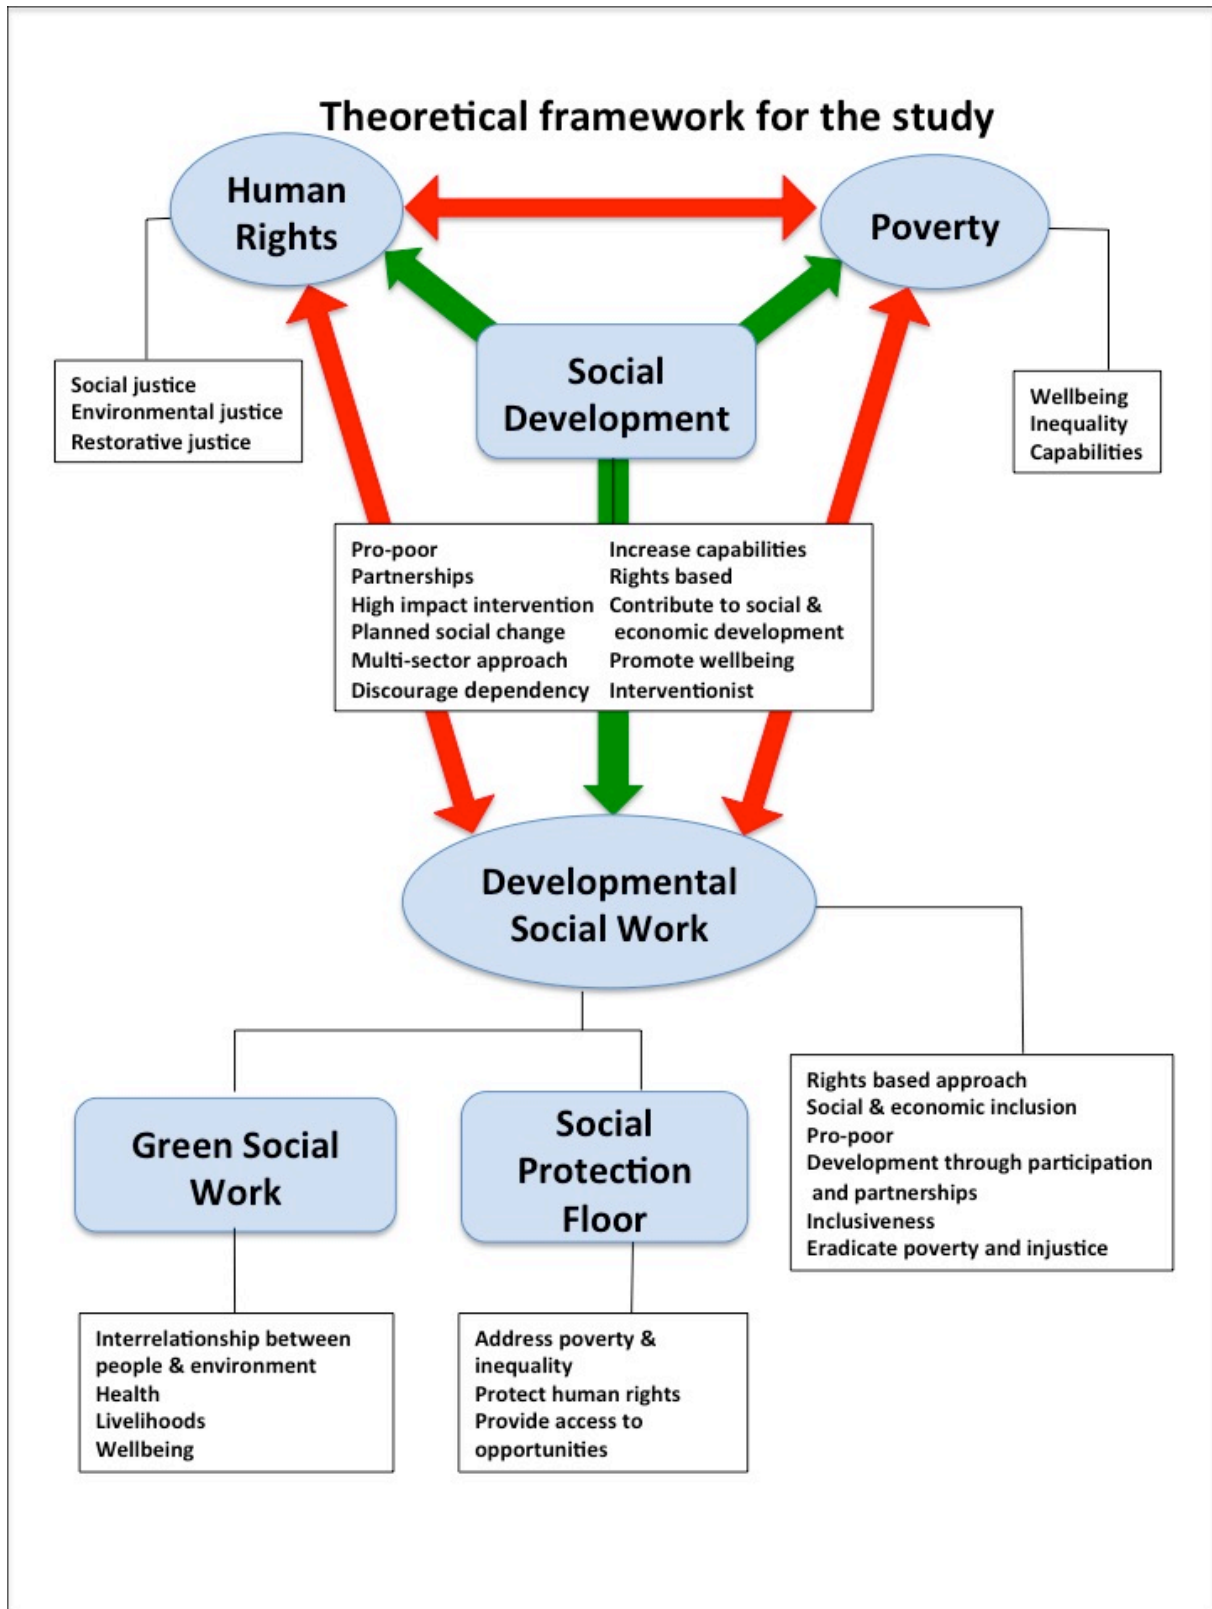 Theoretical framework for the study
Human
Rights
Poverty
Social
Development
Social justice
Environmental justice
Restorative justice
Wellbeing
Inequality
Capabilities
Pro-poor
Partnerships
High impact intervention
Planned social change
Multi-sector approach
Discourage dependency
Increase capabilities
Rights based
Contribute to social &
economic development
Promote wellbeing
Interventionist
Developmental
Social Work
Green Social
Work
Social
Protection
Floor
Rights based approach
Social & economic inclusion
Pro-poor
Development through participation
and partnerships
Inclusiveness
Eradicate poverty and injustice
Interrelationship between
people & environment
Health
Livelihoods
Wellbeing
Address poverty &
inequality
Protect human rights
Provide access to
opportunities